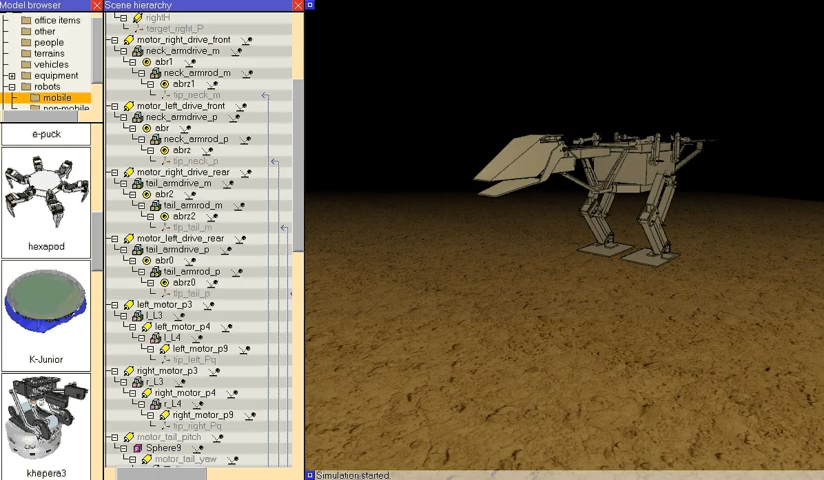 Model browser
office items
other
people
terrains
vehicles
equipment
robots
mobile
non-mobile
e-puck
hexapod
K-Junior
khepera3
Scene hierarchy
rightH
target_right_P
motor_right_drive_front
neck_armdrive_m
abr1
neck_armrod_m
abrz1
tip_neck_m
motor_left_drive_front
neck_armdrive_p
abr
neck_armrod_p
abrz
tip_neck_p
motor_right_drive_rear
tail_armdrive_m
abr2
tail_armrod_m
abrz2
tip_tail_m
motor_left_drive_rear
tail_armdrive_p
abr0
tail_armrod_p
abrz0
tip_tail_p
left_motor_p3
l_L3
left_motor_p4
l_L4
left_motor_p9
tip_left_Pq
right_motor_p3
r_L3
right_motor_p4
r_L4
right_motor_p9
tip_right_Pq
motor_tail_pitch
Sphere9
motor_tail_yaw
Simulation started.